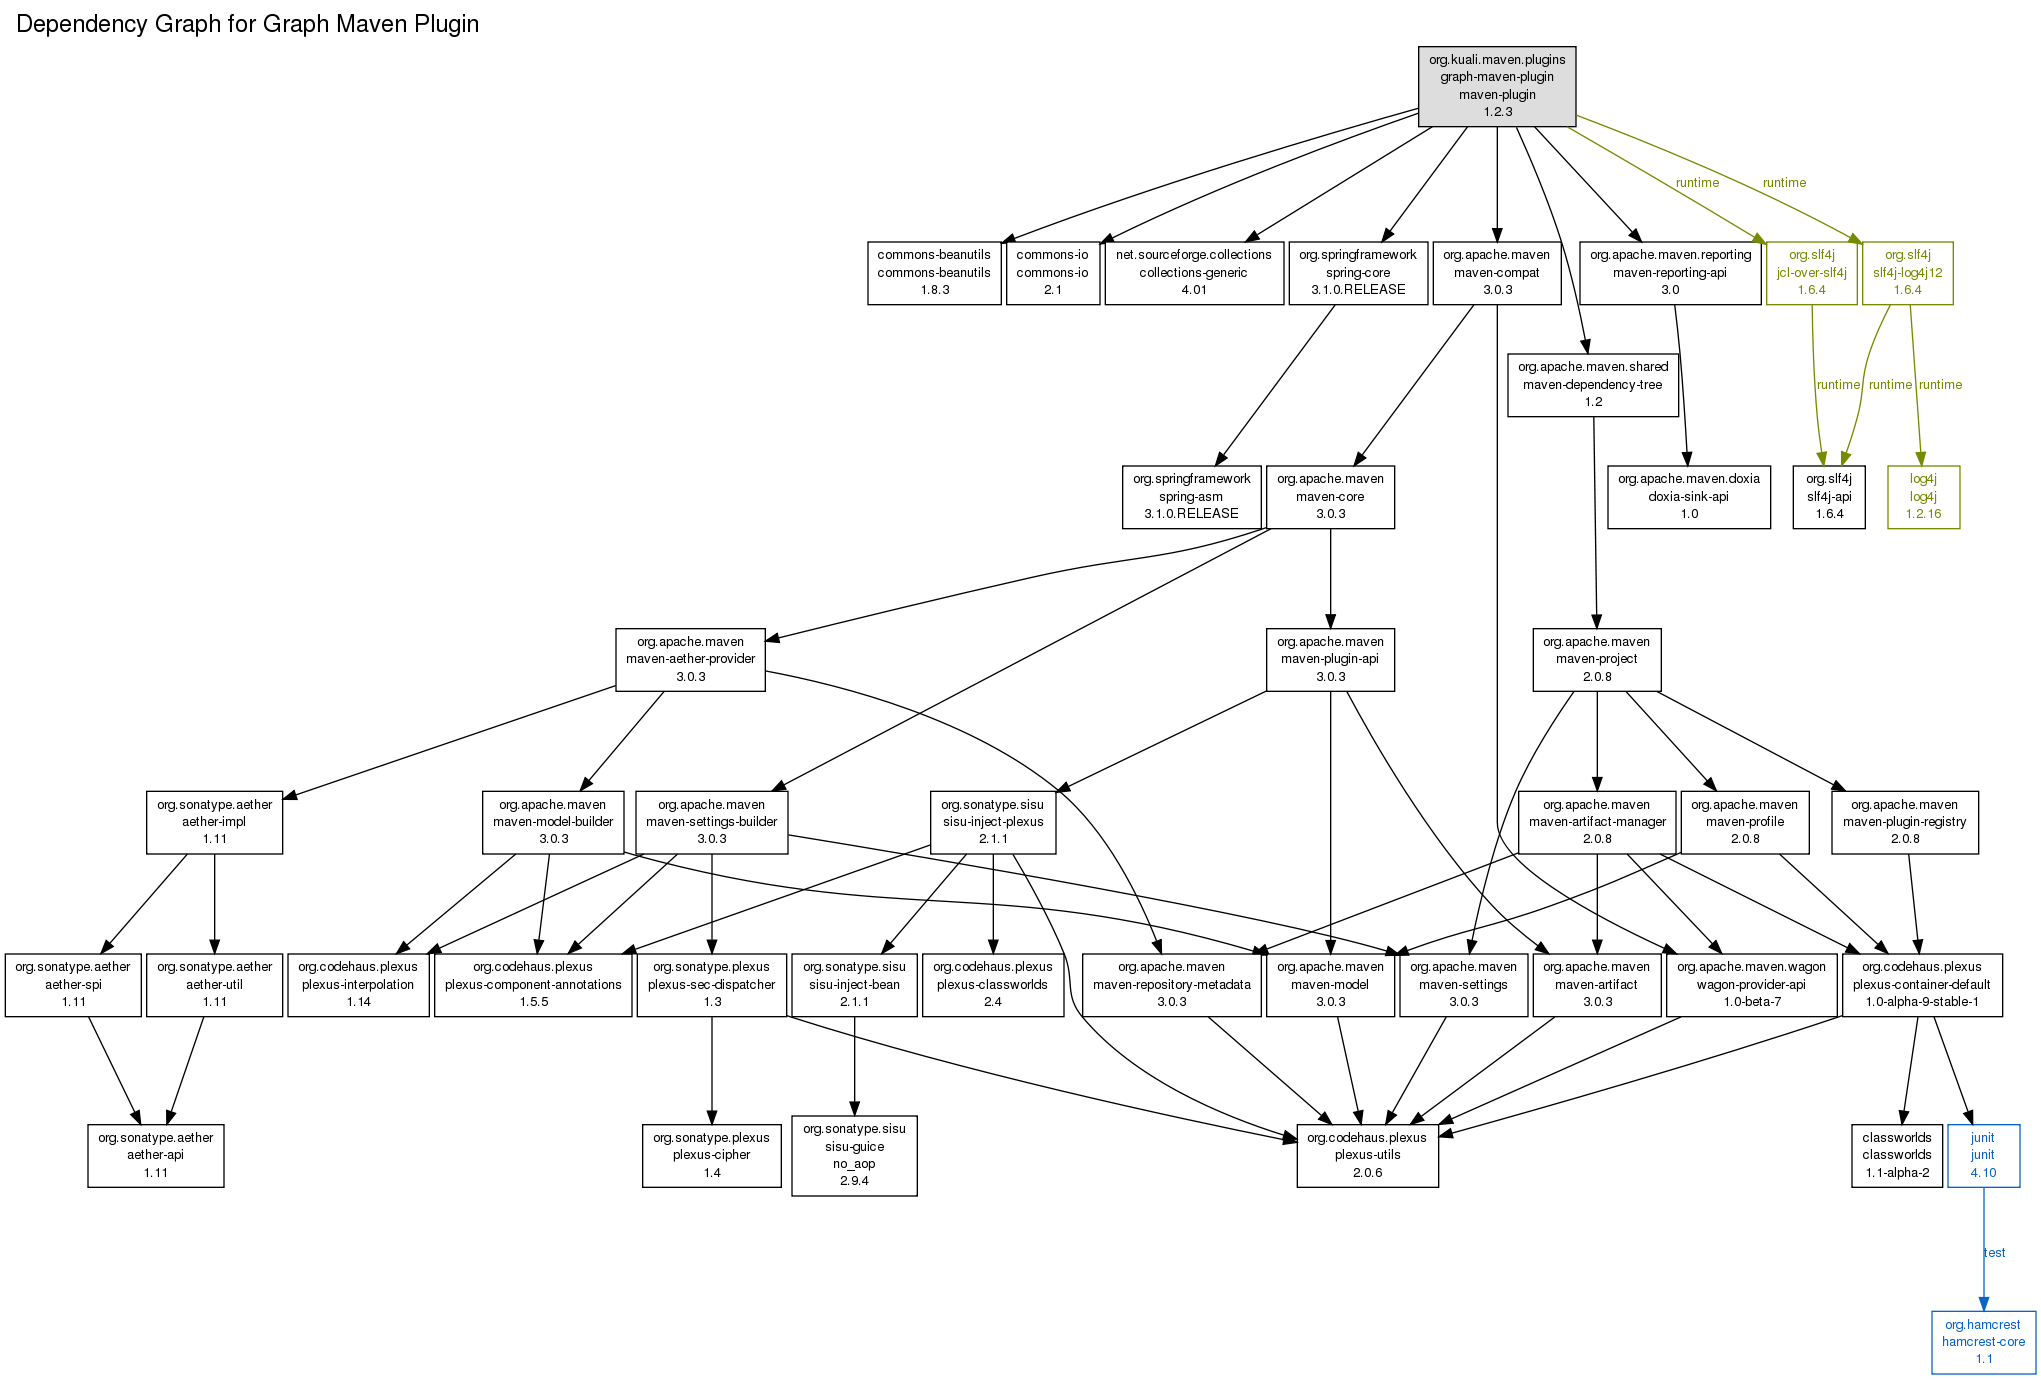 Dependency Graph for Graph Maven Plugin
org.kuali.maven.plugins
graph-maven-plugin
maven-plugin
1.2.3
runtime
runtime
commons-beanutils
commons-beanutils
1.8.3
commons-io
commons-io
2.1
net.sourceforge.collections
collections-generic
4.01
org.springframework
spring-core
3.1.0.RELEASE
org.apache.maven
maven-compat
3.0.3
org.apache.maven.reporting
maven-reporting-api
3.0
org.slf4j
jcl-over-slf4j
1.6.4
org.slf4j
slf4j-log4j12
1.6.4
org.apache.maven.shared
maven-dependency-tree
1.2
runtime
runtime
runtime
org.springframework
spring-asm
3.1.0.RELEASE
org.apache.maven
maven-core
3.0.3
org.apache.maven.doxia
doxia-sink-api
1.0
org.slf4j
slf4j-api
1.6.4
log4j
log4j
1.2.16
org.apache.maven
maven-aether-provider
3.0.3
org.apache.maven
maven-plugin-api
3.0.3
org.apache.maven
maven-project
2.0.8
org.sonatype.aether
aether-impl
1.11
org.apache.maven
maven-model-builder
3.0.3
org.apache.maven
maven-settings-builder
3.0.3
org.sonatype.sisu
sisu-inject-plexus
2.1.1
org.apache.maven
maven-artifact-manager
2.0.8
org.apache.maven
maven-profile
2.0.8
org.apache.maven
maven-plugin-registry
2.0.8
org.sonatype.aether
aether-spi
1.11
org.sonatype.aether
aether-util
1.11
org.codehaus.plexus
plexus-interpolation
1.14
org.codehaus.plexus
plexus-component-annotations
1.5.5
org.sonatype.plexus
plexus-sec-dispatcher
1.3
org.sonatype.sisu
sisu-inject-bean
2.1.1
org.codehaus.plexus
plexus-classworlds
2.4
org.apache.maven
maven-repository-metadata
3.0.3
org.apache.maven
maven-model
3.0.3
org.apache.maven
maven-settings
3.0.3
org.apache.maven
maven-artifact
3.0.3
org.apache.maven.wagon
wagon-provider-api
1.0-beta-7
org.codehaus.plexus
plexus-container-default
1.0-alpha-9-stable-1
org.sonatype.aether
aether-api
1.11
org.sonatype.plexus
plexus-cipher
1.4
org.sonatype.sisu
sisu-guice
no_aop
2.9.4
org.codehaus.plexus
plexus-utils
2.0.6
classworlds
classworlds
1.1-alpha-2
junit
junit
4.10
test
org.hamcrest
hamcrest-core
1.1